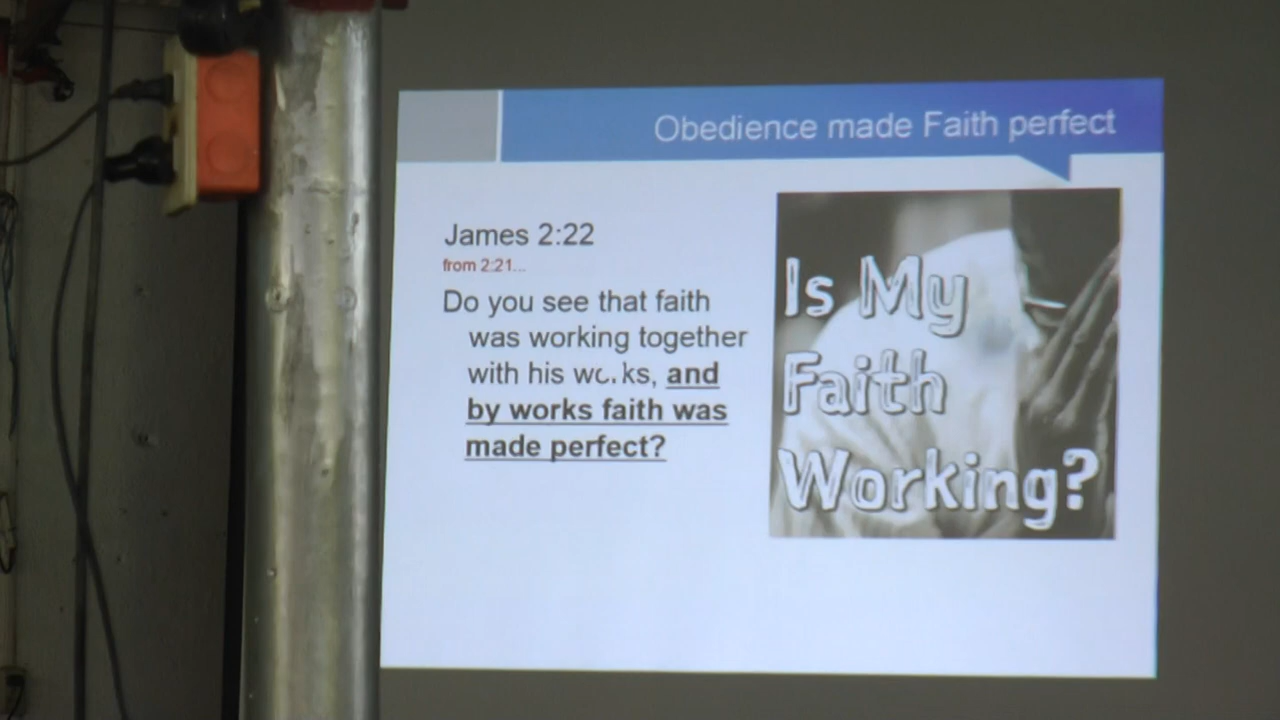 Obedience made Faith perfect
James 2:22
from 2:21...
Do you see that faith
was working together
with his works, and
by works faith was
made perfect?
Is My
Faith
Working?